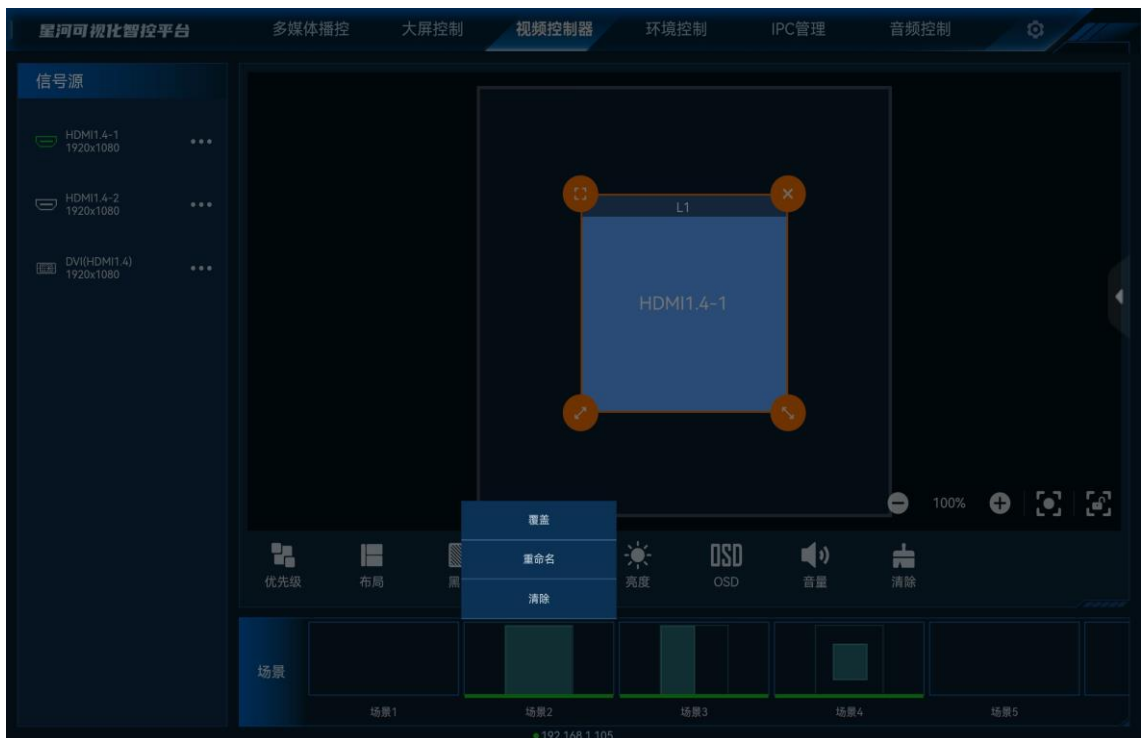 星河可视化智控平台
多媒体播控 大屏控制 视频控制器 环境控制 IPC管理 音频控制
信号源
HDMI1.4-1
1920x1080
HDMI1.4-2
1920x1080
DVI(HDMI1.4)
1920x1080
L1
HDMI1.4-1
100%
覆盖
重命名
清除
优先级 布局 黑 亮度 OSD 音量 清除
场景
场景1 场景2 场景3 场景4 场景5
192.168.1.105